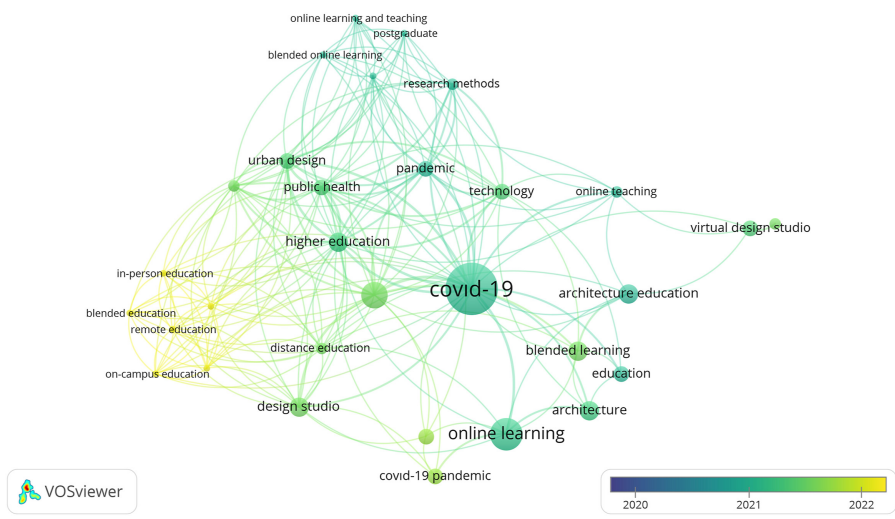 online learning and teaching
postgraduate
blended online learning
research methods
urban design
pandemic
public health
technology
online teaching
virtual design studio
higher education
in-person education
covid-19
architecture education
blended education
remote education
distance education
blended learning
on-campus education
education
design studio
architecture
online learning
covid-19 pandemic
VOSviewer
2020 2021 2022